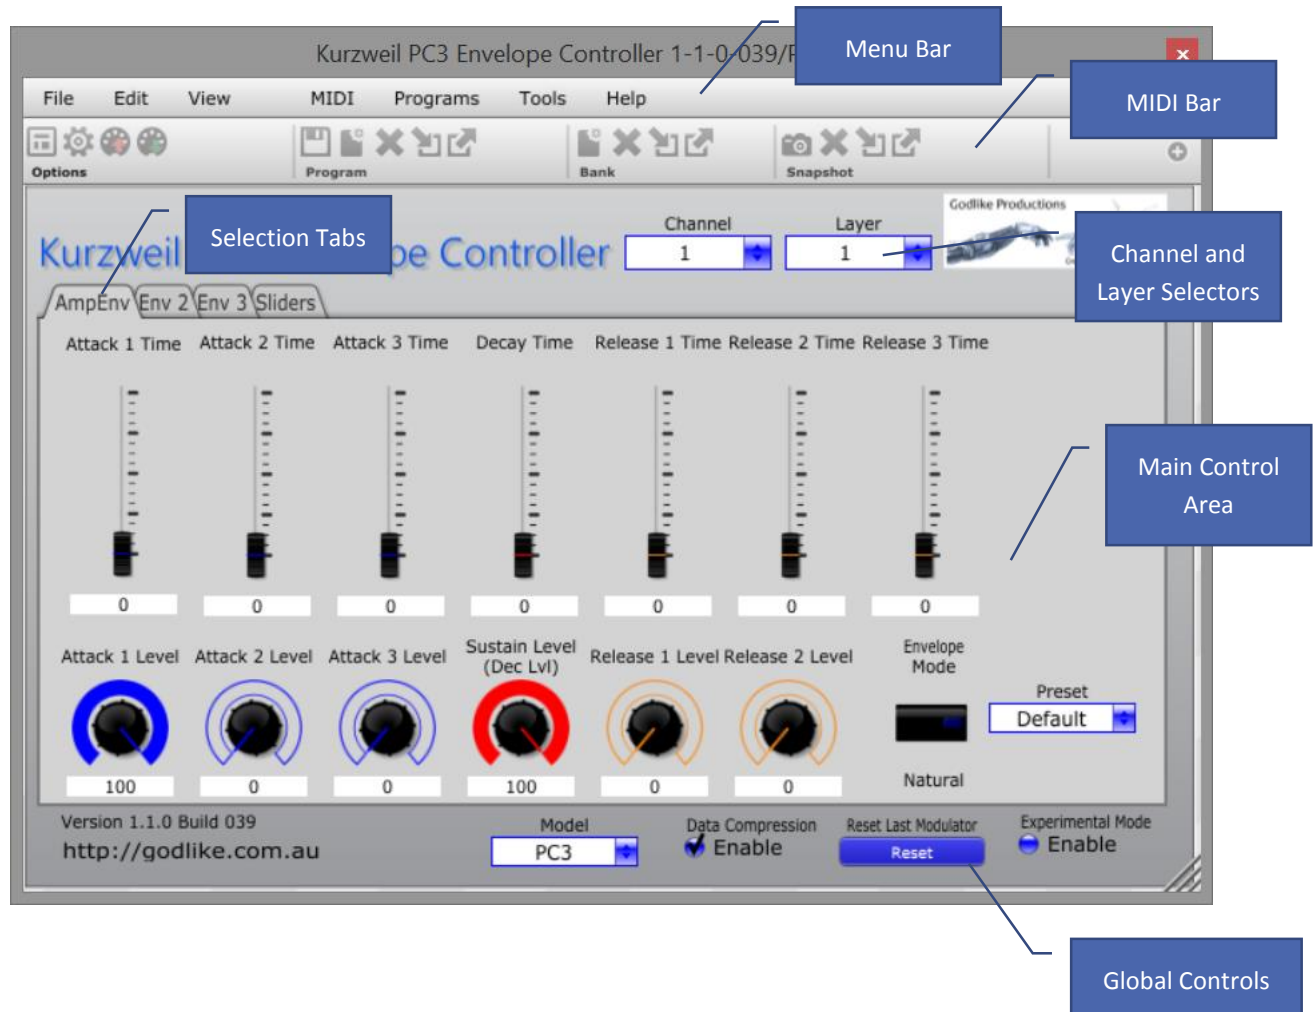 Kurzweil PC3 Envelope Controller 1-1-0-039/
Menu Bar
x
File Edit View MIDI Programs Tools Help
MIDI Bar
Options Program Bank Snapshot
Godlike Productions
Selection Tabs
Channel Layer
Kurzweil pe Controller 1 1
Channel and
Layer Selectors
AmpEnv Env 2 Env 3 Sliders
Attack 1 Time Attack 2 Time Attack 3 Time Decay Time Release 1 Time Release 2 Time Release 3 Time
Main Control
Area
0 0 0 0 0 0 0
Attack 1 Level Attack 2 Level Attack 3 Level Sustain Level
(Dec Lvl) Release 1 Level Release 2 Level Envelope
Mode
Preset
Default
100 0 0 100 0 0 Natural
Version 1.1.0 Build 039 Model Data Compression Reset Last Modulator Experimental Mode
http://godlike.com.au PC3 Enable Reset Enable
Global Controls